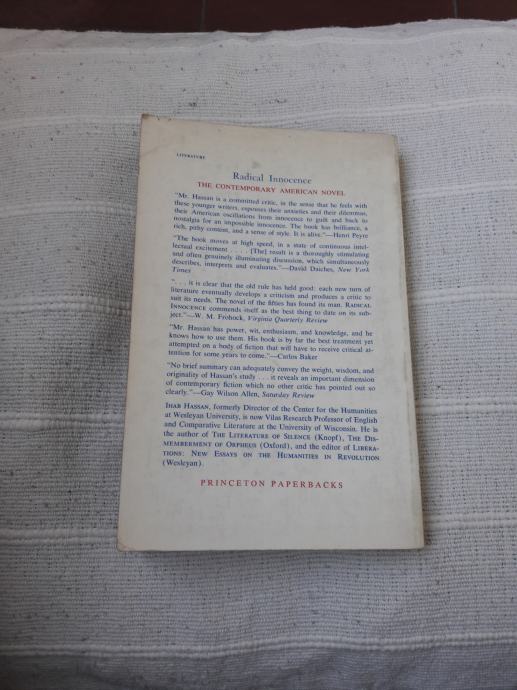 LITERATURE
Radical Innocence
THE CONTEMPORARY AMERICAN NOVEL
"Mr. Hassan is a committed critic, in the sense that he feels with
these younger writers, espouses their anxieties and their dilemmas,
their American oscillations from innocence to guilt and back to
nostalgia for an impossible innocence. The book has brilliance, a
rich, pithy content, and a sense of style. It is alive."—Henri Peyre
"The book moves at high speed, in a state of continuous intel-
lectual excitement . . . . [The] result is a thoroughly stimulating
and often genuinely illuminating discussion, which simultaneously
describes, interprets and evaluates."—David Daiches, New York
Times
". . . it is clear that the old rule has held good: each new turn of
literature eventually develops a criticism and produces a critic to
suit its needs. The novel of the fifties has found its man. RADICAL
INNOCENCE commends itself as the best thing to date on its sub-
ject."—W. M. Frohock, Virginia Quarterly Review
"Mr. Hassan has power, wit, enthusiasm, and knowledge, and he
knows how to use them. His book is by far the best treatment yet
attempted on a body of fiction that will have to receive critical at-
tention for some years to come."—Carlos Baker
"No brief summary can adequately convey the weight, wisdom, and
originality of Hassan's study . . . it reveals an important dimension
of contemporary fiction which no other critic has pointed out so
clearly."—Gay Wilson Allen, Saturday Review
IHAB HASSAN, formerly Director of the Center for the Humanities
at Wesleyan University, is now Vilas Research Professor of English
and Comparative Literature at the University of Wisconsin. He is
the author of THE LITERATURE OF SILENCE (Knopf), THE DIS-
MEMBERMENT OF ORPHEUS (Oxford), and the editor of LIBERA-
TIONS: NEW ESSAYS ON THE HUMANITIES IN REVOLUTION
(Wesleyan).
PRINCETON PAPERBACKS